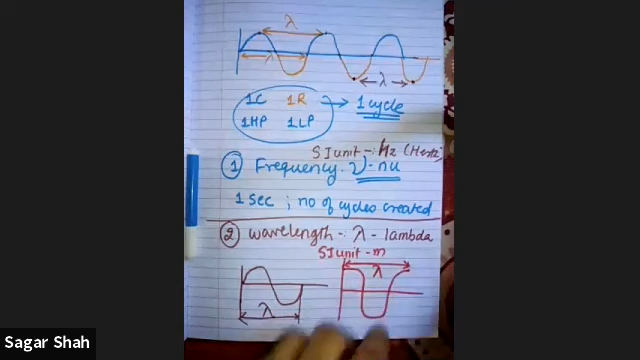 λ
λ
λ
1C 1R → 1 cycle
1HP 1LP
SI unit -: Hz (Hertz)
① Frequency. ν - nu
1 sec ; no of cycles created
② wavelength -: λ - lambda
SI unit - m
λ
λ
Sagar Shah